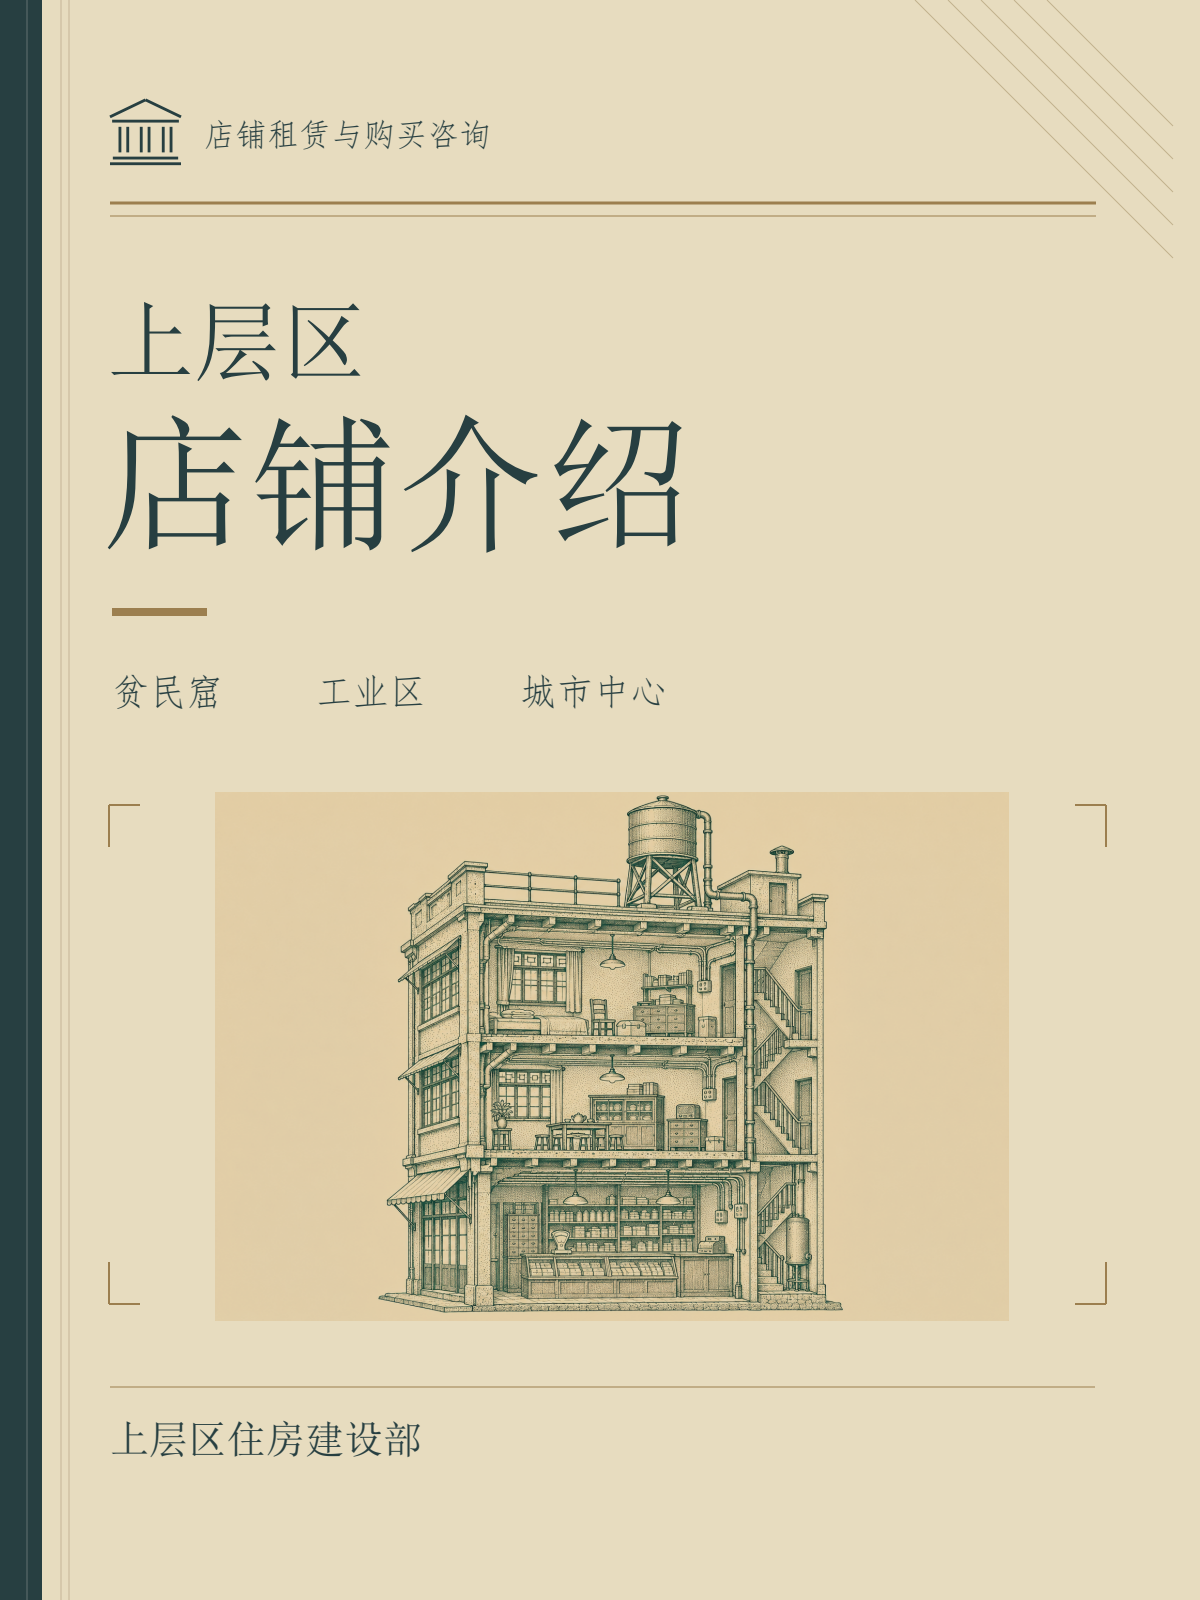 店铺租赁与购买咨询
上层区
店铺介绍
贫民窟 工业区 城市中心
上层区住房建设部